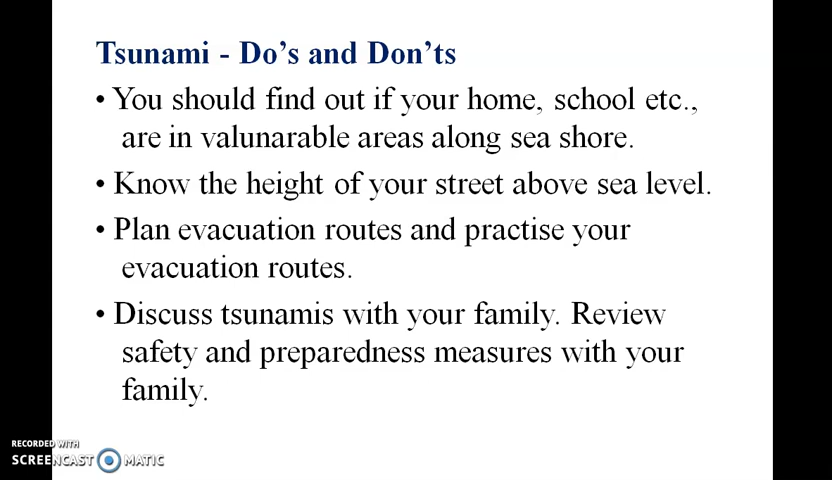 Tsunami - Do's and Don'ts
• You should find out if your home, school etc.,
are in valunarable areas along sea shore.
• Know the height of your street above sea level.
• Plan evacuation routes and practise your
evacuation routes.
• Discuss tsunamis with your family. Review
safety and preparedness measures with your
family.
RECORDED WITH
SCREENCAST MATIC